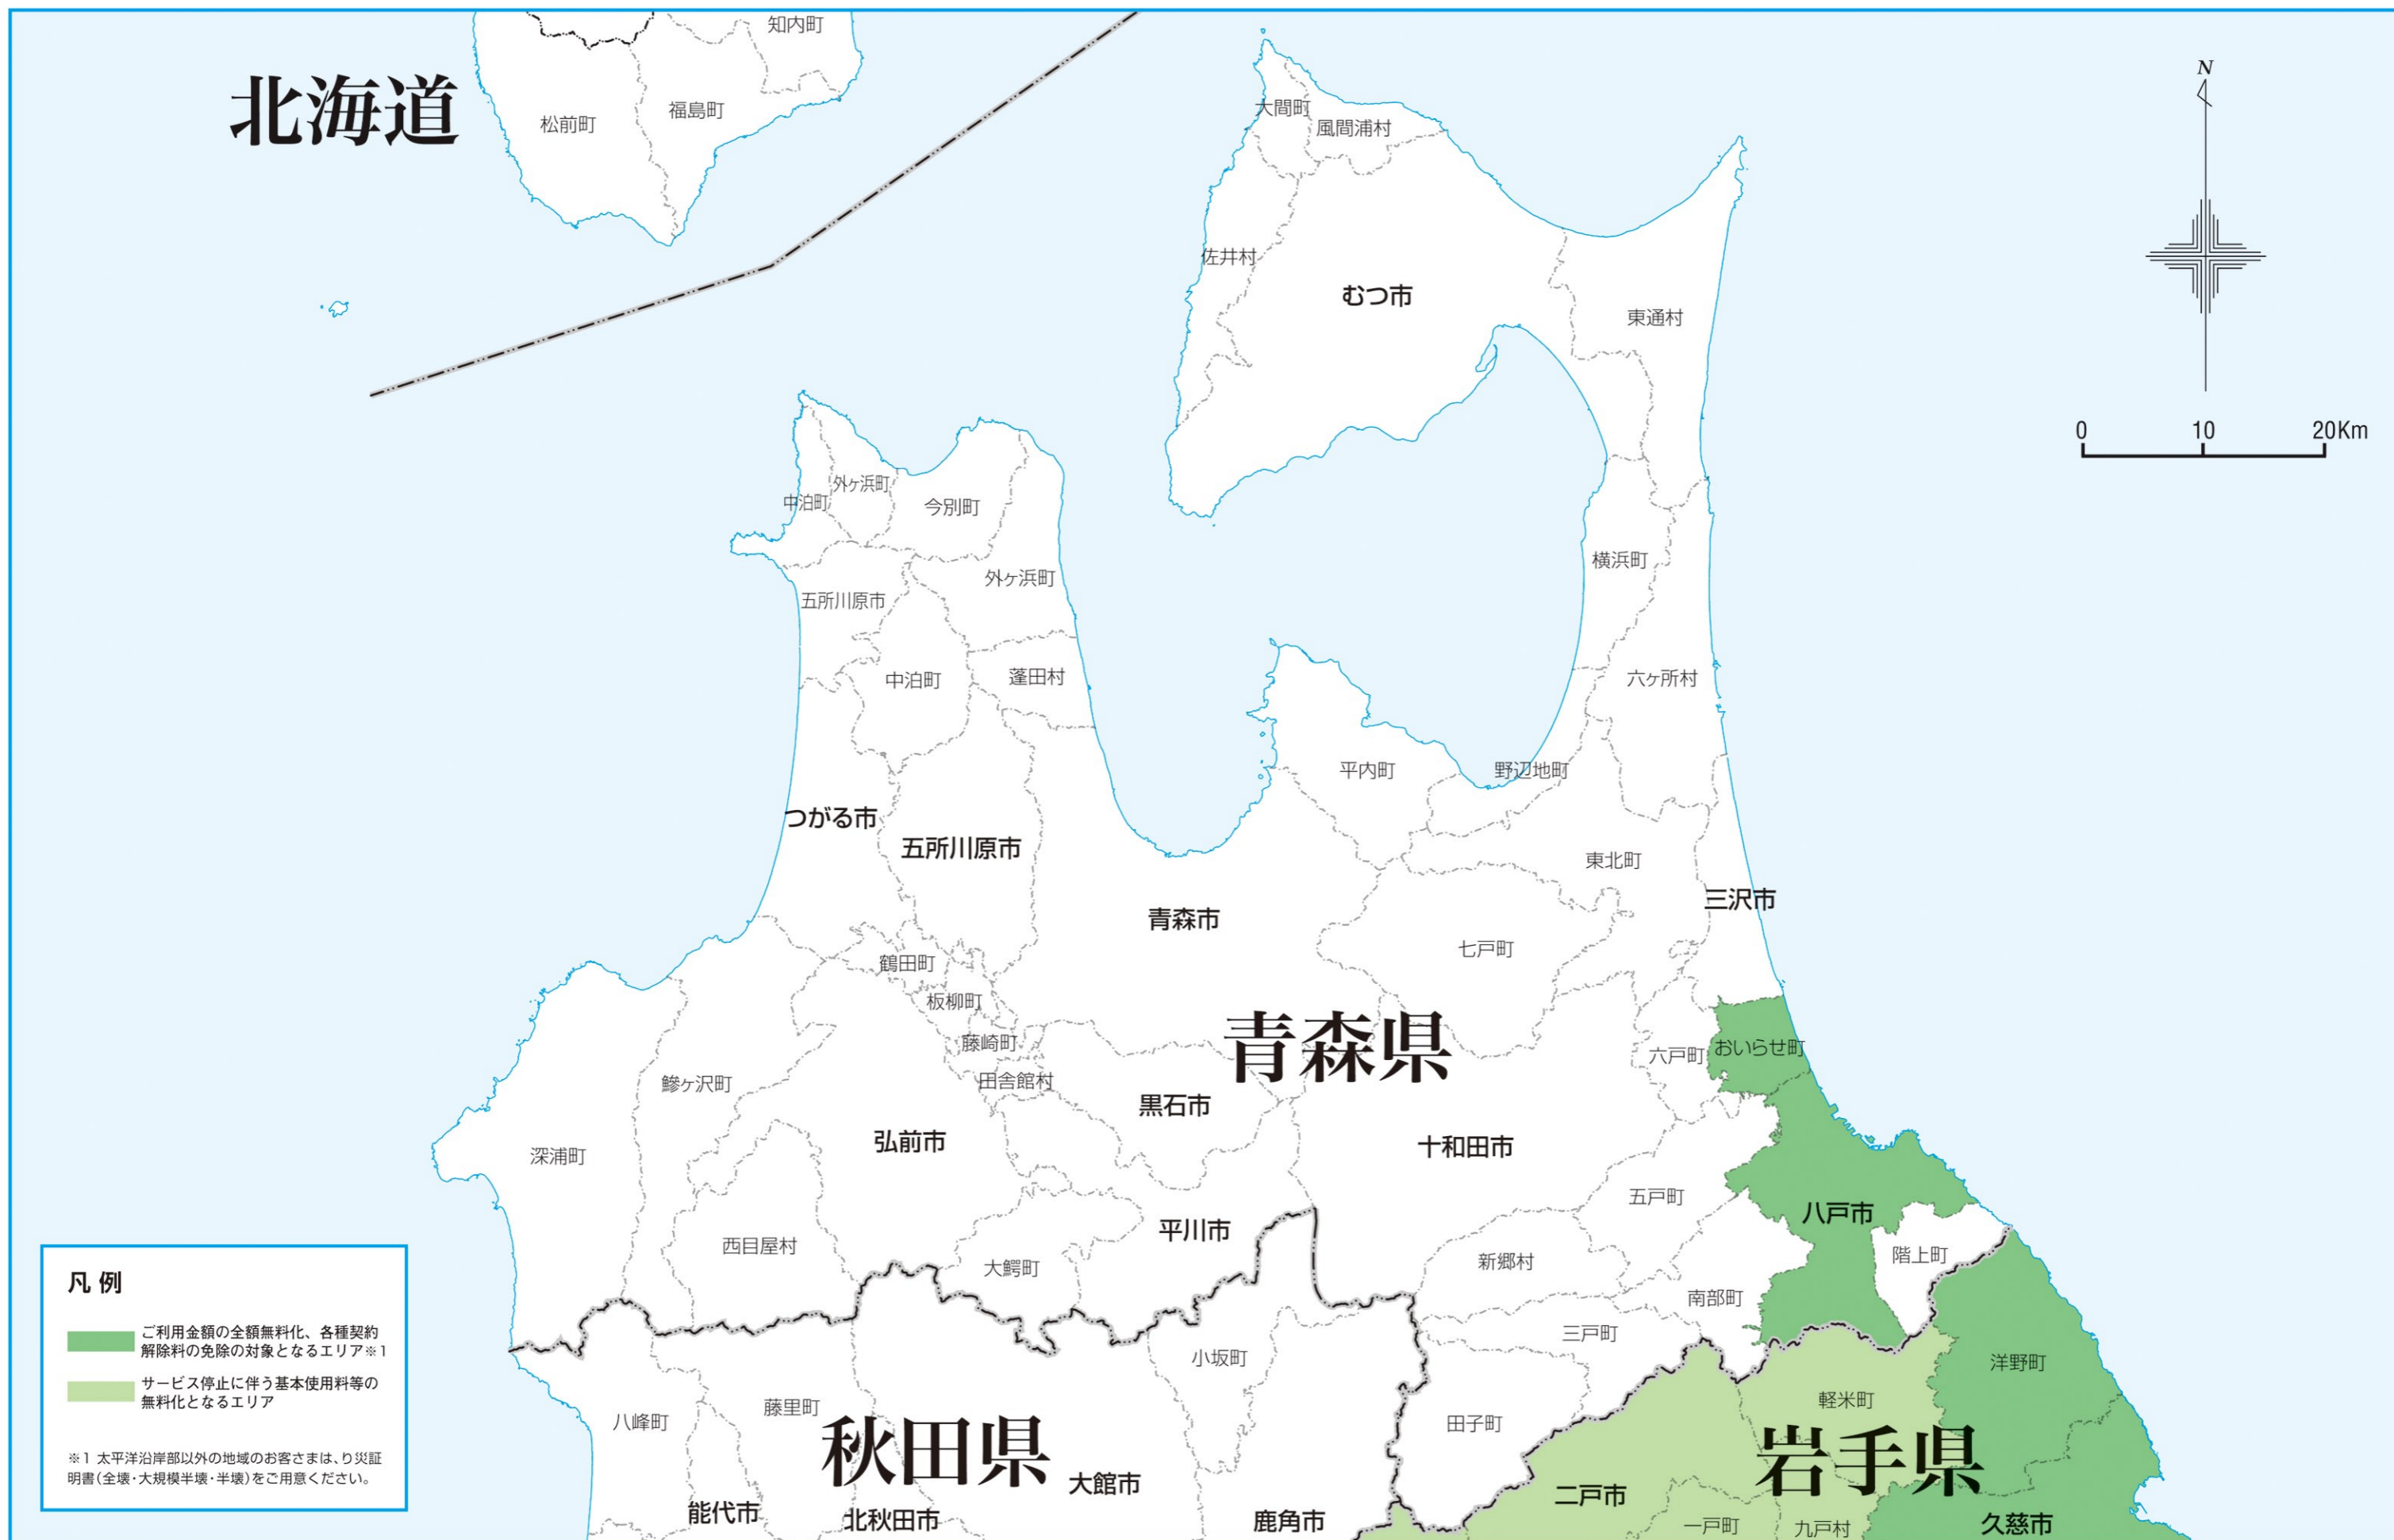 知内町
北海道
松前町
福島町
N
大間町
風間浦村
佐井村
むつ市
東通村
0 10 20Km
中泊町
外ヶ浜町
今別町
横浜町
外ヶ浜町
五所川原市
中泊町
蓬田村
六ヶ所村
平内町
野辺地町
つがる市
五所川原市
東北町
三沢市
青森市
七戸町
鶴田町
板柳町
青森県
藤崎町
六戸町
おいらせ町
田舎館村
鰺ヶ沢町
黒石市
弘前市
十和田市
深浦町
五戸町
八戸市
平川市
西目屋村
階上町
新郷村
大鰐町
南部町
三戸町
小坂町
洋野町
軽米町
藤里町
八峰町
田子町
秋田県
岩手県
大館市
二戸市
能代市
北秋田市
鹿角市
一戸町
九戸村
久慈市
凡 例
ご利用金額の全額無料化、各種契約
解除料の免除の対象となるエリア※1
サービス停止に伴う基本使用料等の
無料化となるエリア
※1 太平洋沿岸部以外の地域のお客さまは、り災証
明書（全壊・大規模半壊・半壊）をご用意ください。